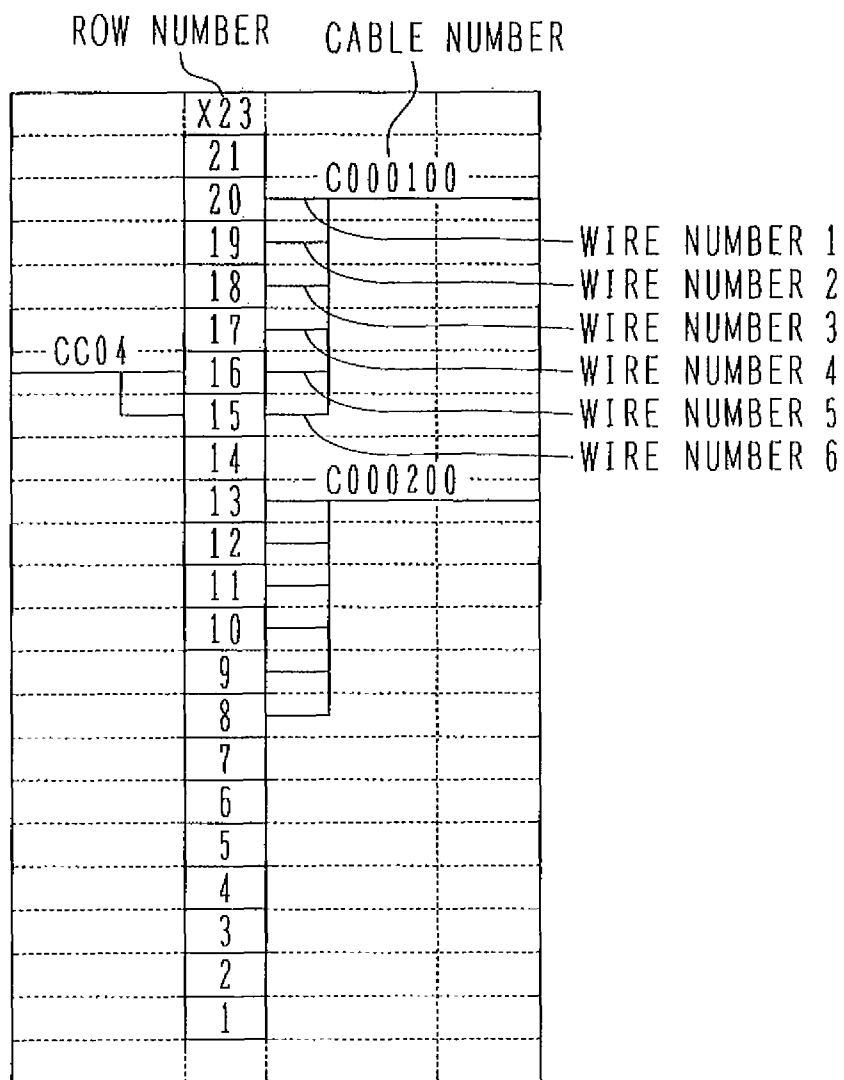 ROW NUMBER
CABLE NUMBER
X23
21
C000100
20
WIRE NUMBER 1
19
WIRE NUMBER 2
18
WIRE NUMBER 3
17
WIRE NUMBER 4
CC04
16
WIRE NUMBER 5
15
WIRE NUMBER 6
14
C000200
13
12
11
10
9
8
7
6
5
4
3
2
1